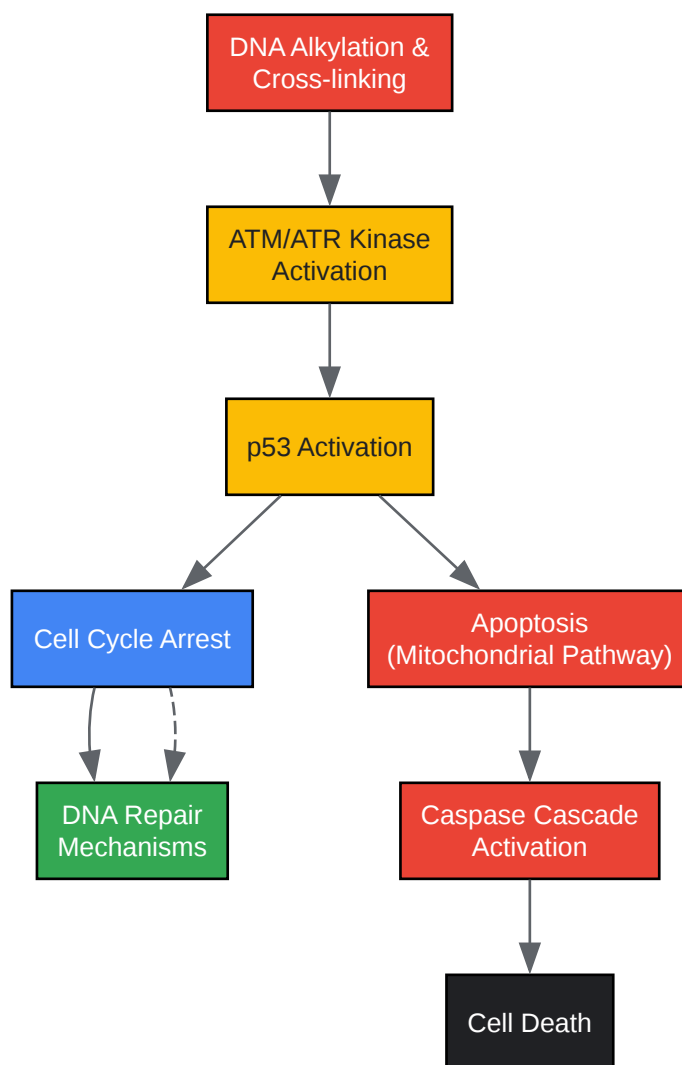 DNA Alkylation &
Cross-linking
ATM/ATR Kinase
Activation
p53 Activation
Cell Cycle Arrest
Apoptosis
(Mitochondrial Pathway)
DNA Repair
Mechanisms
Caspase Cascade
Activation
Cell Death